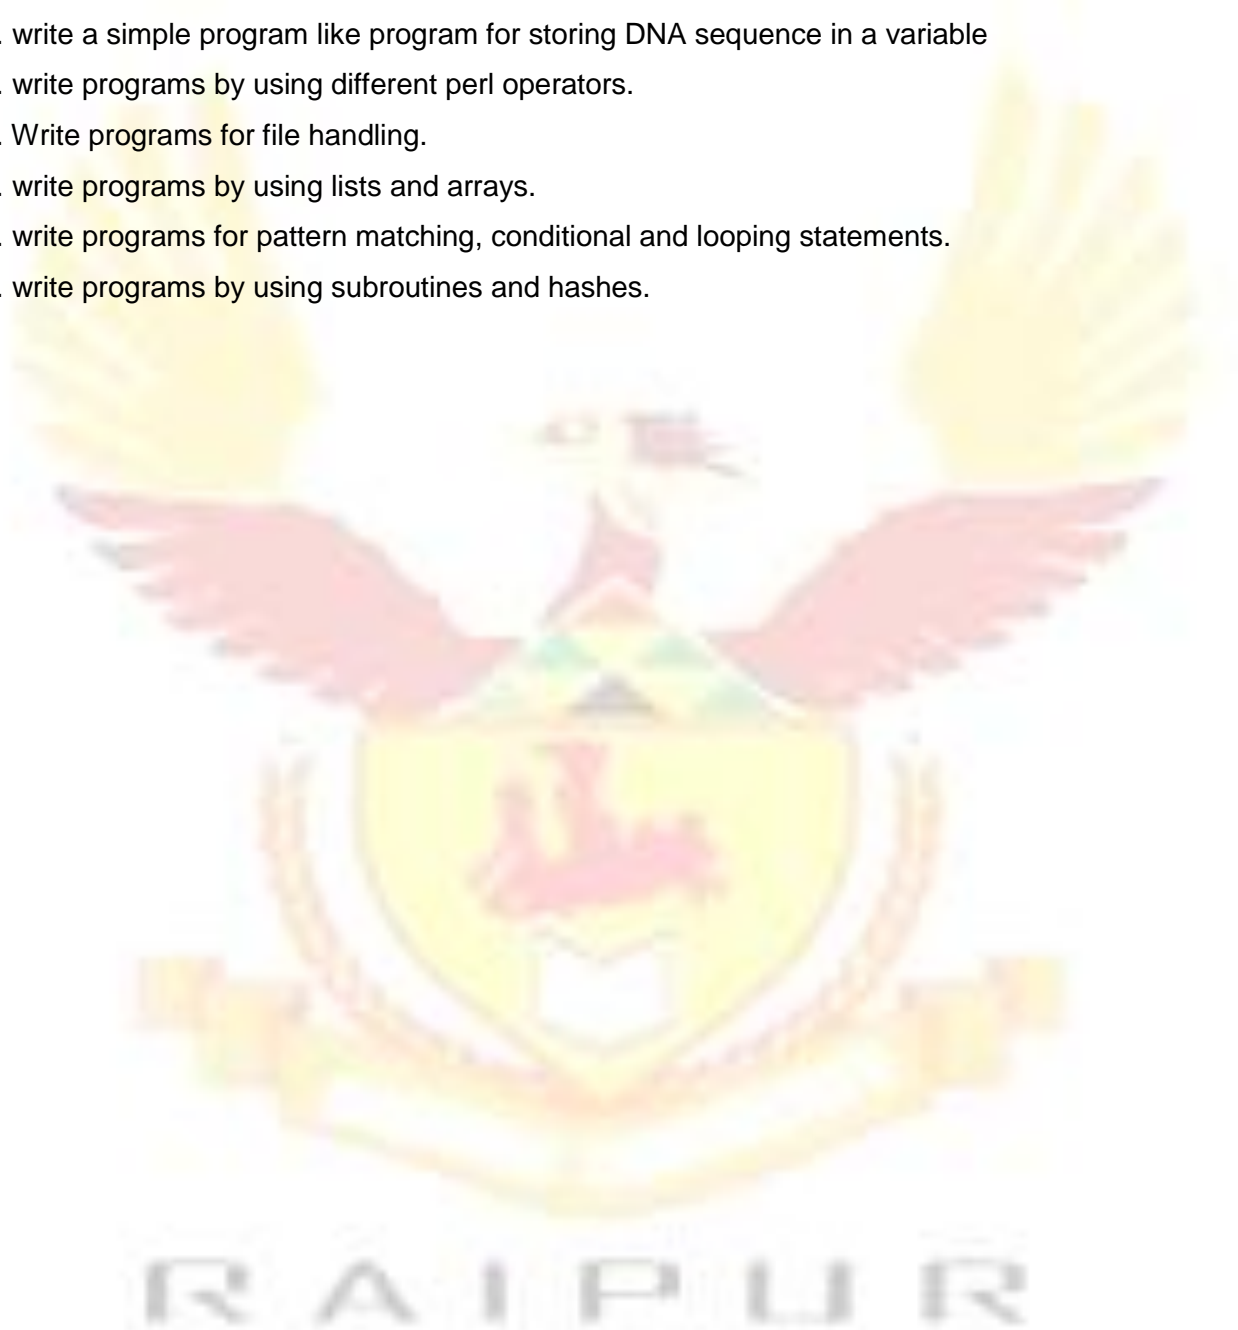 . write a simple program like program for storing DNA sequence in a variable
. write programs by using different perl operators.
. Write programs for file handling.
. write programs by using lists and arrays.
. write programs for pattern matching, conditional and looping statements.
. write programs by using subroutines and hashes.
RAIPUR